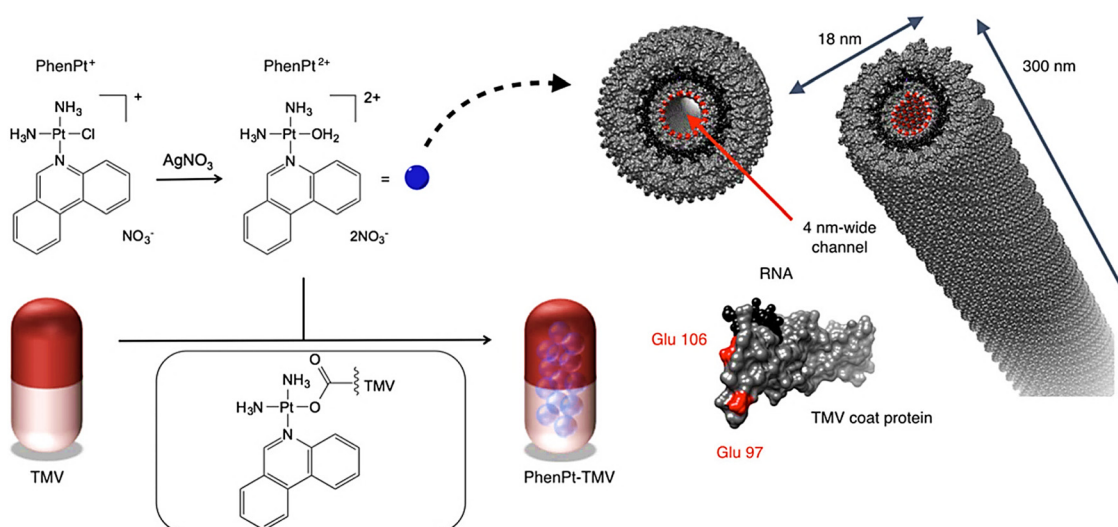 PhenPt+
NH3
H3N Pt Cl
N
+
NO3-
AgNO3
PhenPt2+
NH3
H3N Pt OH2
N
2+
2NO3-
=
18 nm
300 nm
4 nm-wide
channel
TMV
O
NH3
TMV
H3N Pt O
N
PhenPt-TMV
RNA
Glu 106
Glu 97
TMV coat protein